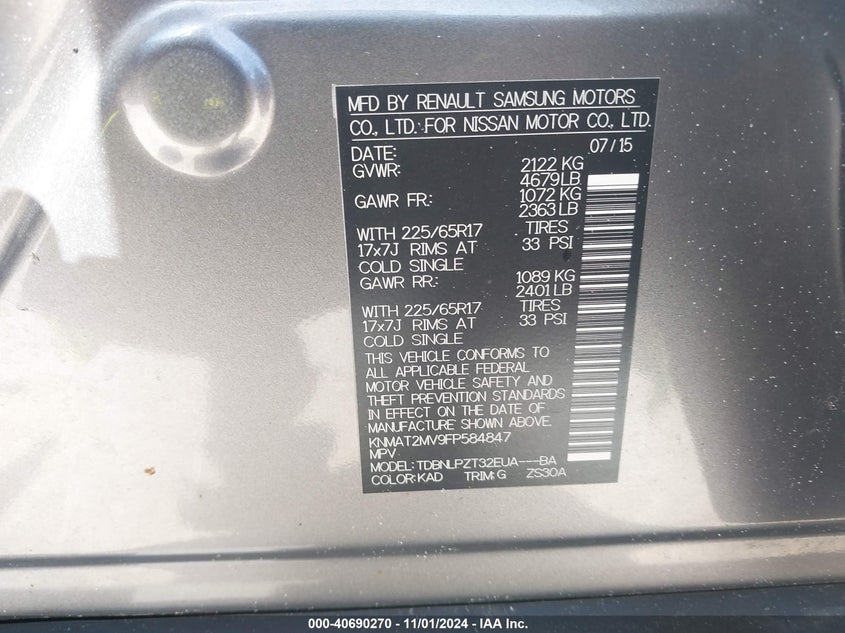 MFD BY RENAULT SAMSUNG MOTORS
CO., LTD. FOR NISSAN MOTOR CO., LTD.
DATE: 07/15
GVWR: 2122 KG
4679LB
GAWR FR: 1072 KG
2363LB
WITH 225/65R17 TIRES
17x7J RIMS AT 33 PSI
COLD SINGLE
GAWR RR: 1089 KG
2401LB
WITH 225/65R17 TIRES
17x7J RIMS AT 33 PSI
COLD SINGLE
THIS VEHICLE CONFORMS TO
ALL APPLICABLE FEDERAL
MOTOR VEHICLE SAFETY AND
THEFT PREVENTION STANDARDS
IN EFFECT ON THE DATE OF
MANUFACTURE SHOWN ABOVE.
KNMAT2MV9FP584847
MPV
MODEL: TDBNLPZT32EUA---BA
COLOR: KAD TRIM: G ZS30A
000-40690270 - 11/01/2024 - IAA Inc.